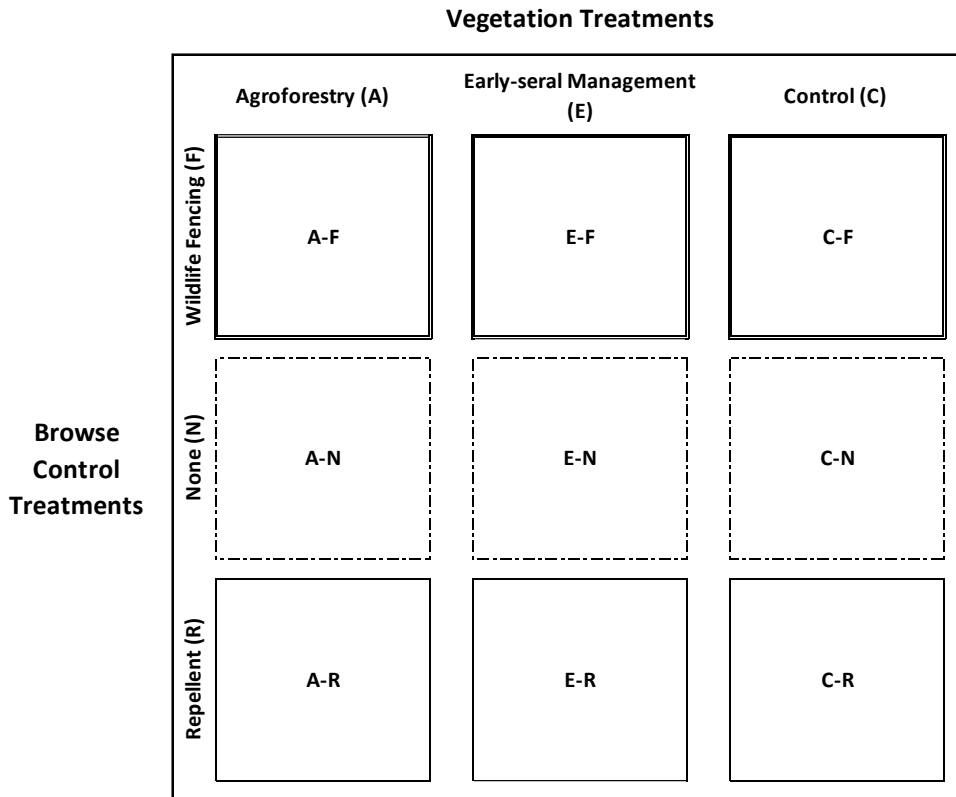 Vegetation Treatments
Agroforestry (A)
Early-seral Management
(E)
Control (C)
Wildlife Fencing (F)
A-F
E-F
C-F
Browse
Control
Treatments
None (N)
A-N
E-N
C-N
Repellent (R)
A-R
E-R
C-R